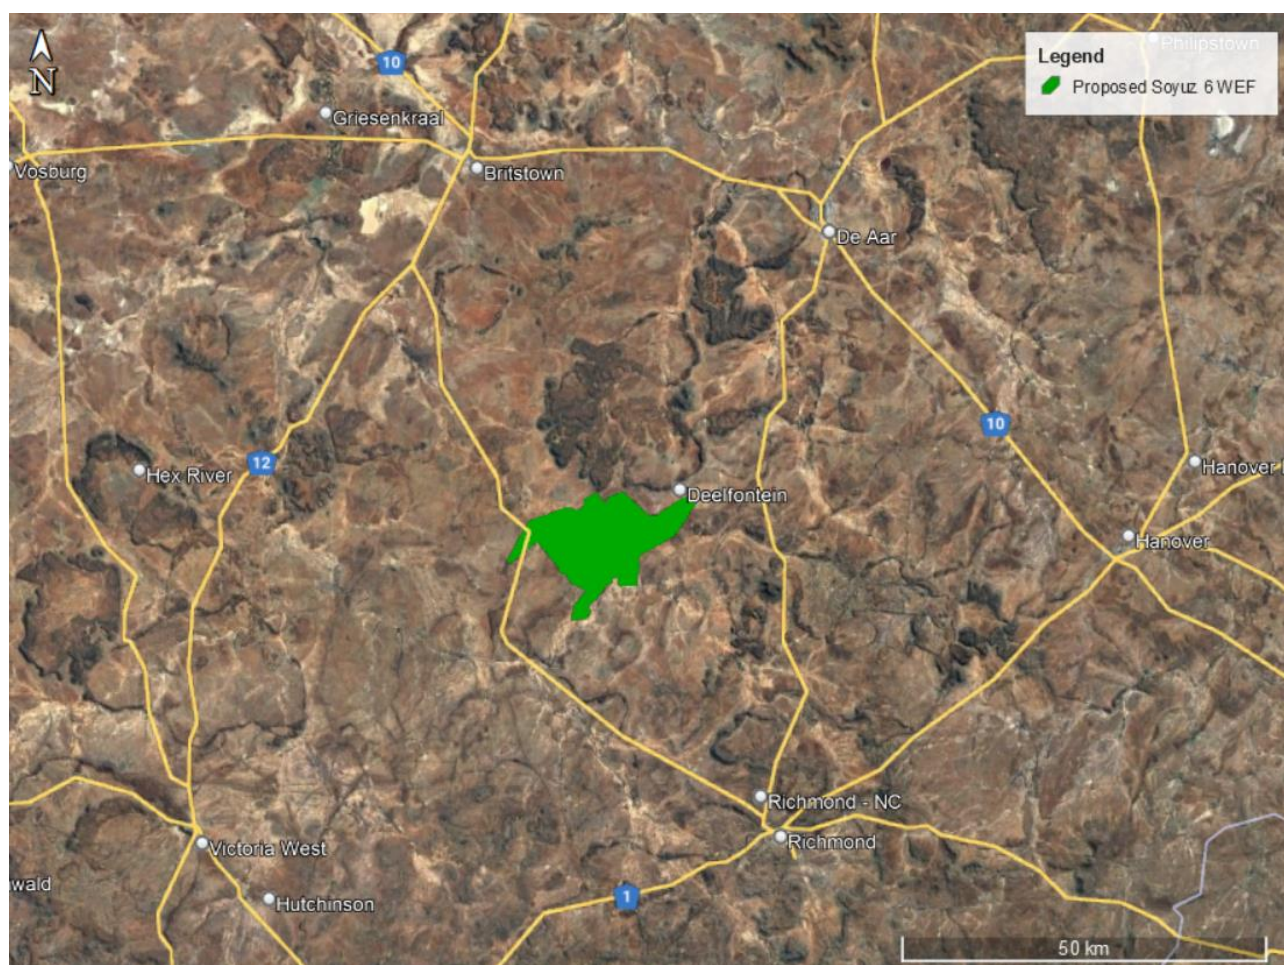 N
10
Philipstown
Legend
Proposed Soyuz 6 WEF
Griesenkraal
Vosburg
Britstown
De Aar
10
12
Hex River
Hanover
Deelfontein
Hanover
Richmond - NC
Richmond
Victoria West
nwald
Hutchinson
1
50 km